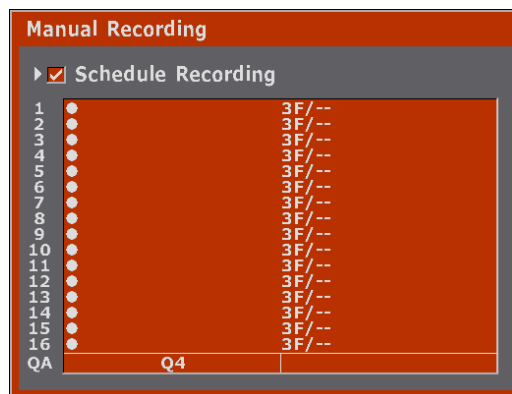 Manual Recording
Schedule Recording
1 3F/--
2 3F/--
3 3F/--
4 3F/--
5 3F/--
6 3F/--
7 3F/--
8 3F/--
9 3F/--
10 3F/--
11 3F/--
12 3F/--
13 3F/--
14 3F/--
15 3F/--
16 3F/--
QA Q4